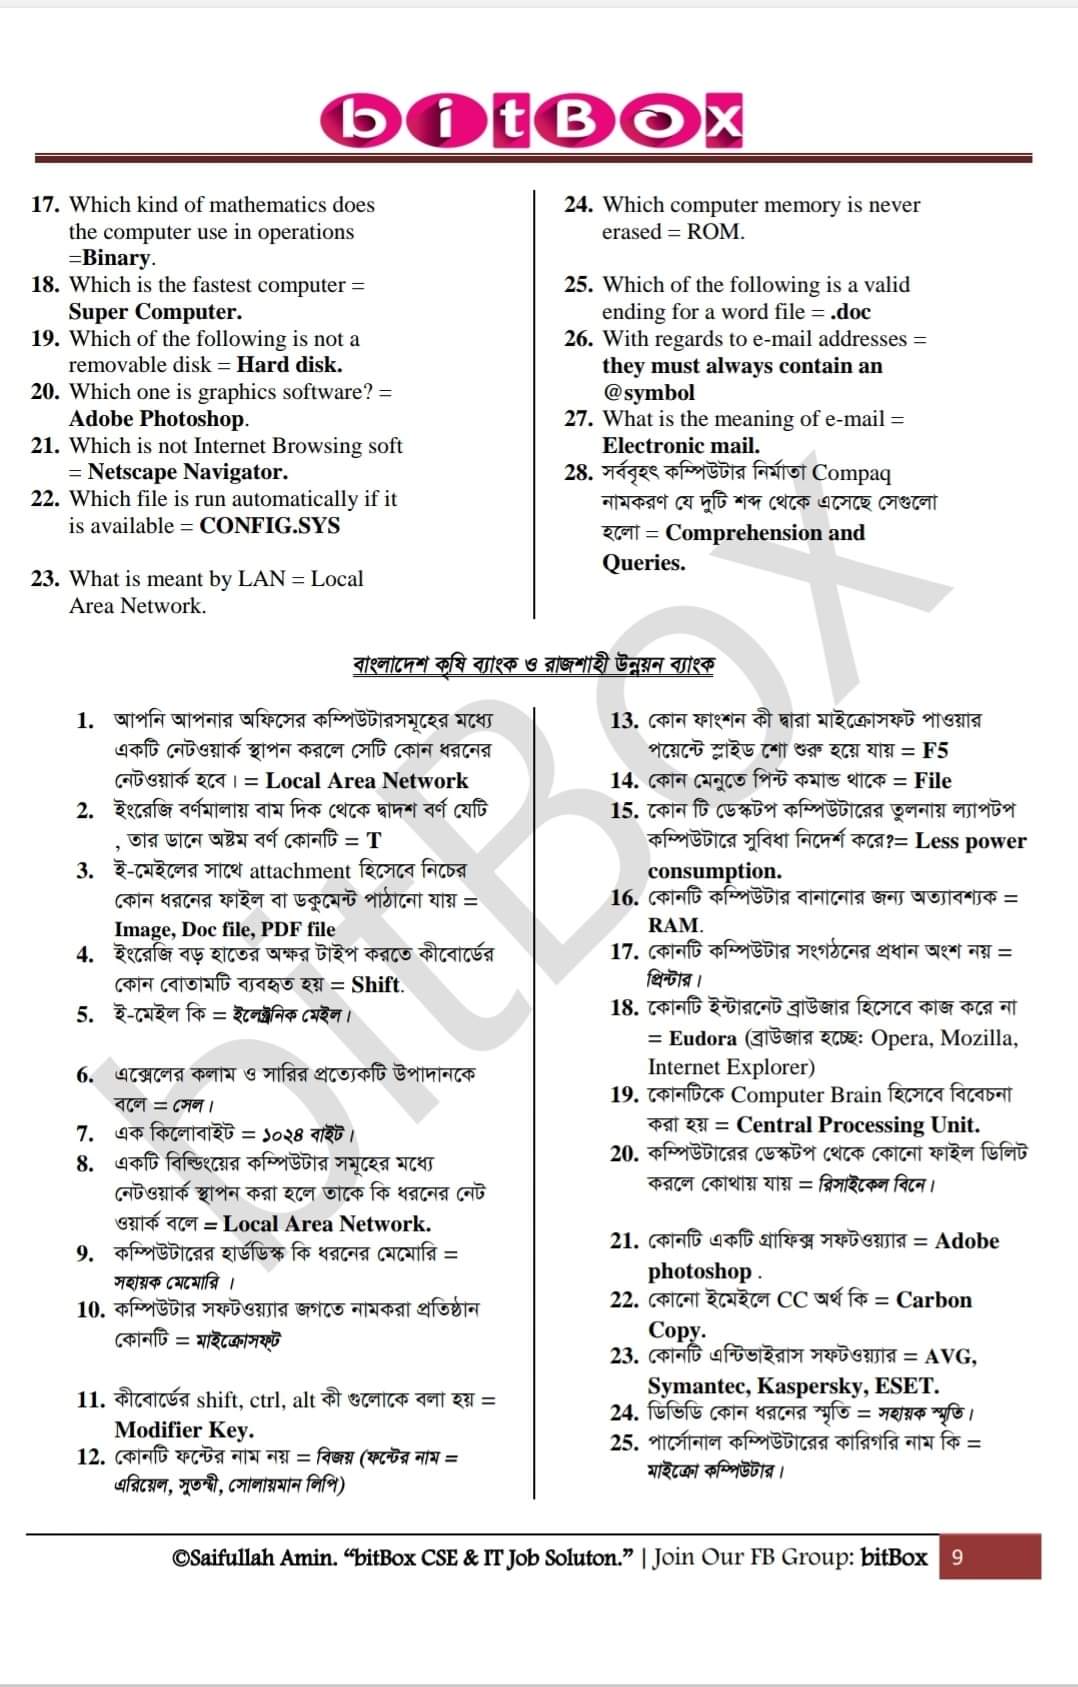 bitBox
17. Which kind of mathematics does
the computer use in operations
=Binary.
18. Which is the fastest computer =
Super Computer.
19. Which of the following is not a
removable disk = Hard disk.
20. Which one is graphics software? =
Adobe Photoshop.
21. Which is not Internet Browsing soft
= Netscape Navigator.
22. Which file is run automatically if it
is available = CONFIG.SYS
23. What is meant by LAN = Local
Area Network.
24. Which computer memory is never
erased = ROM.
25. Which of the following is a valid
ending for a word file = .doc
26. With regards to e-mail addresses =
they must always contain an
@symbol
27. What is the meaning of e-mail =
Electronic mail.
28. সর্ববৃহৎ কম্পিউটার নির্মাতা Compaq
নামকরণ যে দুটি শব্দ থেকে এসেছে সেগুলো
হলো = Comprehension and
Queries.
বাংলাদেশ কৃষি ব্যাংক ও রাজশাহী উন্নয়ন ব্যাংক
1. আপনি আপনার অফিসের কম্পিউটারসমূহের মধ্যে
একটি নেটওয়ার্ক স্থাপন করলে সেটি কোন ধরনের
নেটওয়ার্ক হবে। = Local Area Network
2. ইংরেজি বর্ণমালায় বাম দিক থেকে দ্বাদশ বর্ণ যেটি
, তার ডানে অষ্টম বর্ণ কোনটি = T
3. ই-মেইলের সাথে attachment হিসেবে নিচের
কোন ধরনের ফাইল বা ডকুমেন্ট পাঠানো যায় =
Image, Doc file, PDF file
4. ইংরেজি বড় হাতের অক্ষর টাইপ করতে কীবোর্ডের
কোন বোতামটি ব্যবহৃত হয় = Shift.
5. ই-মেইল কি = ইলেক্ট্রনিক মেইল।
6. এক্সেলের কলাম ও সারির প্রত্যেকটি উপাদানকে
বলে = সেল।
7. এক কিলোবাইট = ১০২৪ বাইট।
8. একটি বিল্ডিংয়ের কম্পিউটার সমূহের মধ্যে
নেটওয়ার্ক স্থাপন করা হলে তাকে কি ধরনের নেট
ওয়ার্ক বলে = Local Area Network.
9. কম্পিউটারের হার্ডডিস্ক কি ধরনের মেমোরি =
সহায়ক মেমোরি ।
10. কম্পিউটার সফটওয়্যার জগতে নামকরা প্রতিষ্ঠান
কোনটি = মাইক্রোসফ্ট
11. কীবোর্ডের shift, ctrl, alt কী গুলোকে বলা হয় =
Modifier Key.
12. কোনটি ফন্টের নাম নয় = বিজয় (ফন্টের নাম =
এরিয়েল, সুতন্বী, সোলায়মান লিপি)
13. কোন ফাংশন কী দ্বারা মাইক্রোসফট পাওয়ার
পয়েন্টে স্লাইড শো শুরু হয়ে যায় = F5
14. কোন মেনুতে পিন্ট কমান্ড থাকে = File
15. কোন টি ডেস্কটপ কম্পিউটারের তুলনায় ল্যাপটপ
কম্পিউটারে সুবিধা নিদের্শ করে?= Less power
consumption.
16. কোনটি কম্পিউটার বানানোর জন্য অত্যাবশ্যক =
RAM.
17. কোনটি কম্পিউটার সংগঠনের প্রধান অংশ নয় =
প্রিন্টার।
18. কোনটি ইন্টারনেট ব্রাউজার হিসেবে কাজ করে না
= Eudora (ব্রাউজার হচ্ছে: Opera, Mozilla,
Internet Explorer)
19. কোনটিকে Computer Brain হিসেবে বিবেচনা
করা হয় = Central Processing Unit.
20. কম্পিউটারের ডেস্কটপ থেকে কোনো ফাইল ডিলিট
করলে কোথায় যায় = রিসাইকেল বিনে।
21. কোনটি একটি গ্রাফিক্স সফটওয়্যার = Adobe
photoshop .
22. কোনো ইমেইলে CC অর্থ কি = Carbon
Copy.
23. কোনটি এন্টিভাইরাস সফটওয়্যার = AVG,
Symantec, Kaspersky, ESET.
24. ডিভিডি কোন ধরনের স্মৃতি = সহায়ক স্মৃতি।
25. পার্সোনাল কম্পিউটারের কারিগরি নাম কি =
মাইক্রো কম্পিউটার।
bitBox
©Saifullah Amin. “bitBox CSE & IT Job Soluton.” | Join Our FB Group: bitBox 9